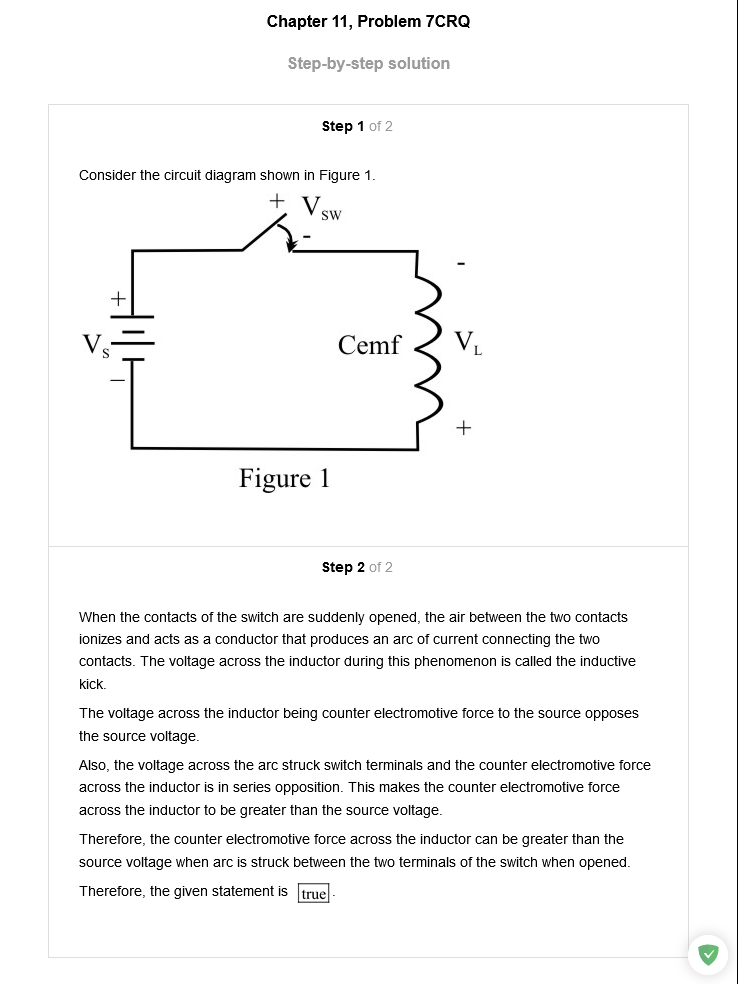 Chapter 11, Problem 7CRQ
Step-by-step solution
Step 1 of 2
Consider the circuit diagram shown in Figure 1.
+ VSW
-
-
+
VS
Cemf
VL
−
+
Figure 1
Step 2 of 2
When the contacts of the switch are suddenly opened, the air between the two contacts
ionizes and acts as a conductor that produces an arc of current connecting the two
contacts. The voltage across the inductor during this phenomenon is called the inductive
kick.
The voltage across the inductor being counter electromotive force to the source opposes
the source voltage.
Also, the voltage across the arc struck switch terminals and the counter electromotive force
across the inductor is in series opposition. This makes the counter electromotive force
across the inductor to be greater than the source voltage.
Therefore, the counter electromotive force across the inductor can be greater than the
source voltage when arc is struck between the two terminals of the switch when opened.
Therefore, the given statement is true.